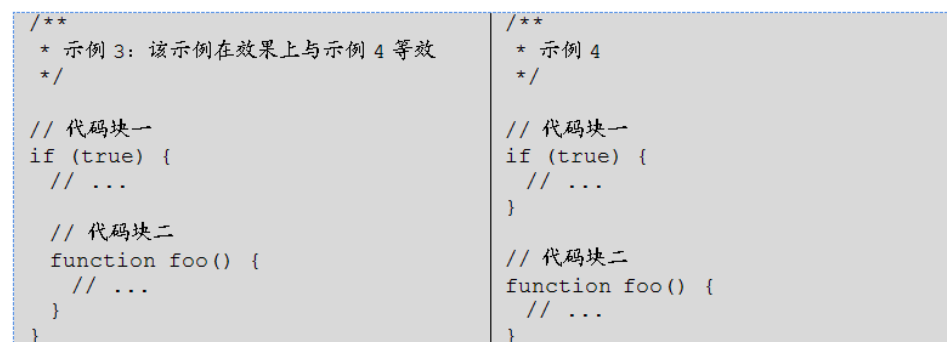 /**
 * 示例 3：该示例在效果上与示例 4 等效
 */
// 代码块一
if (true) {
  // ...
  // 代码块二
  function foo() {
    // ...
  }
}
/**
 * 示例 4
 */
// 代码块一
if (true) {
  // ...
}
// 代码块二
function foo() {
  // ...
}